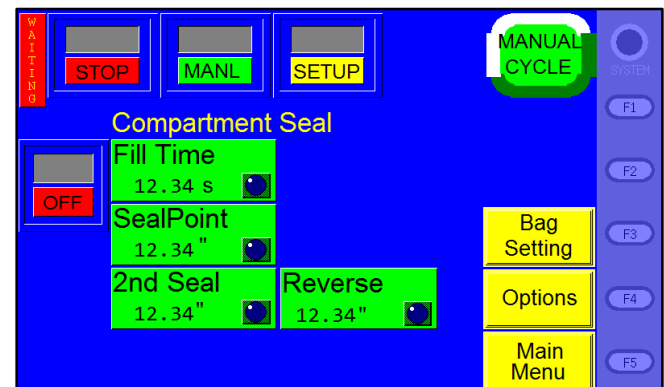 WAITING
STOP
MANL
SETUP
MANUAL
CYCLE
SYSTEM
F1
Compartment Seal
OFF
Fill Time
12.34 s
F2
SealPoint
12.34"
Bag
Setting
F3
2nd Seal
12.34"
Reverse
12.34"
Options
F4
Main
Menu
F5